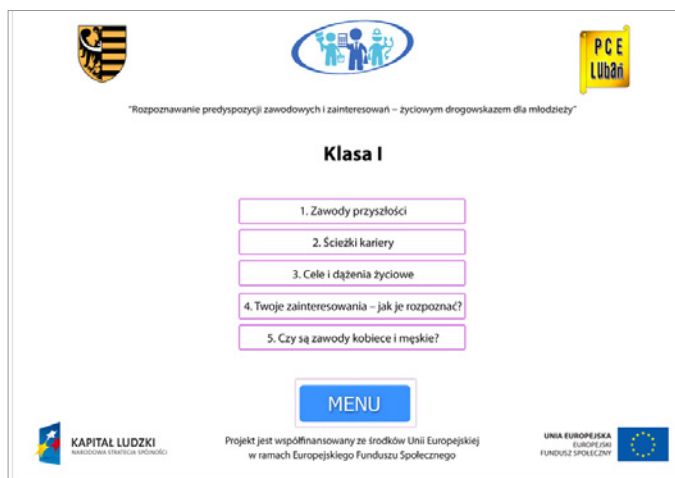 PCE
Lubań
"Rozpoznawanie predyspozycji zawodowych i zainteresowań – życiowym drogowskazem dla młodzieży"
Klasa I
1. Zawody przyszłości
2. Ścieżki kariery
3. Cele i dążenia życiowe
4. Twoje zainteresowania – jak je rozpoznać?
5. Czy są zawody kobiece i męskie?
MENU
KAPITAŁ LUDZKI
NARODOWA STRATEGIA SPÓJNOŚCI
Projekt jest współfinansowany ze środków Unii Europejskiej
w ramach Europejskiego Funduszu Społecznego
UNIA EUROPEJSKA
EUROPEJSKI
FUNDUSZ SPOŁECZNY